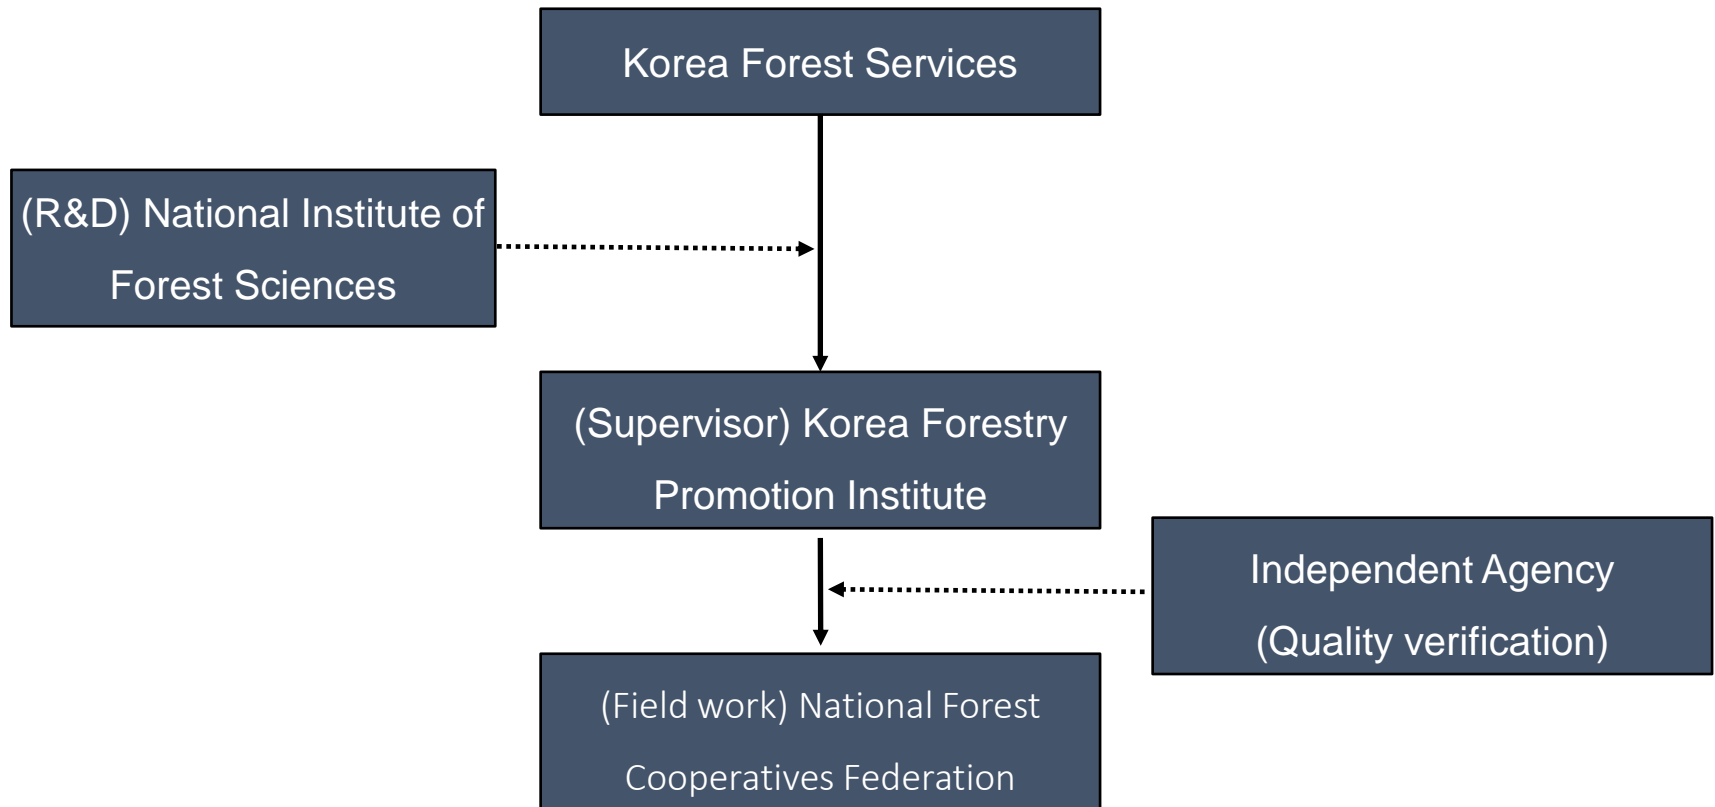 Korea Forest Services
(R&D) National Institute of
Forest Sciences
(Supervisor) Korea Forestry
Promotion Institute
Independent Agency
(Quality verification)
(Field work) National Forest
Cooperatives Federation